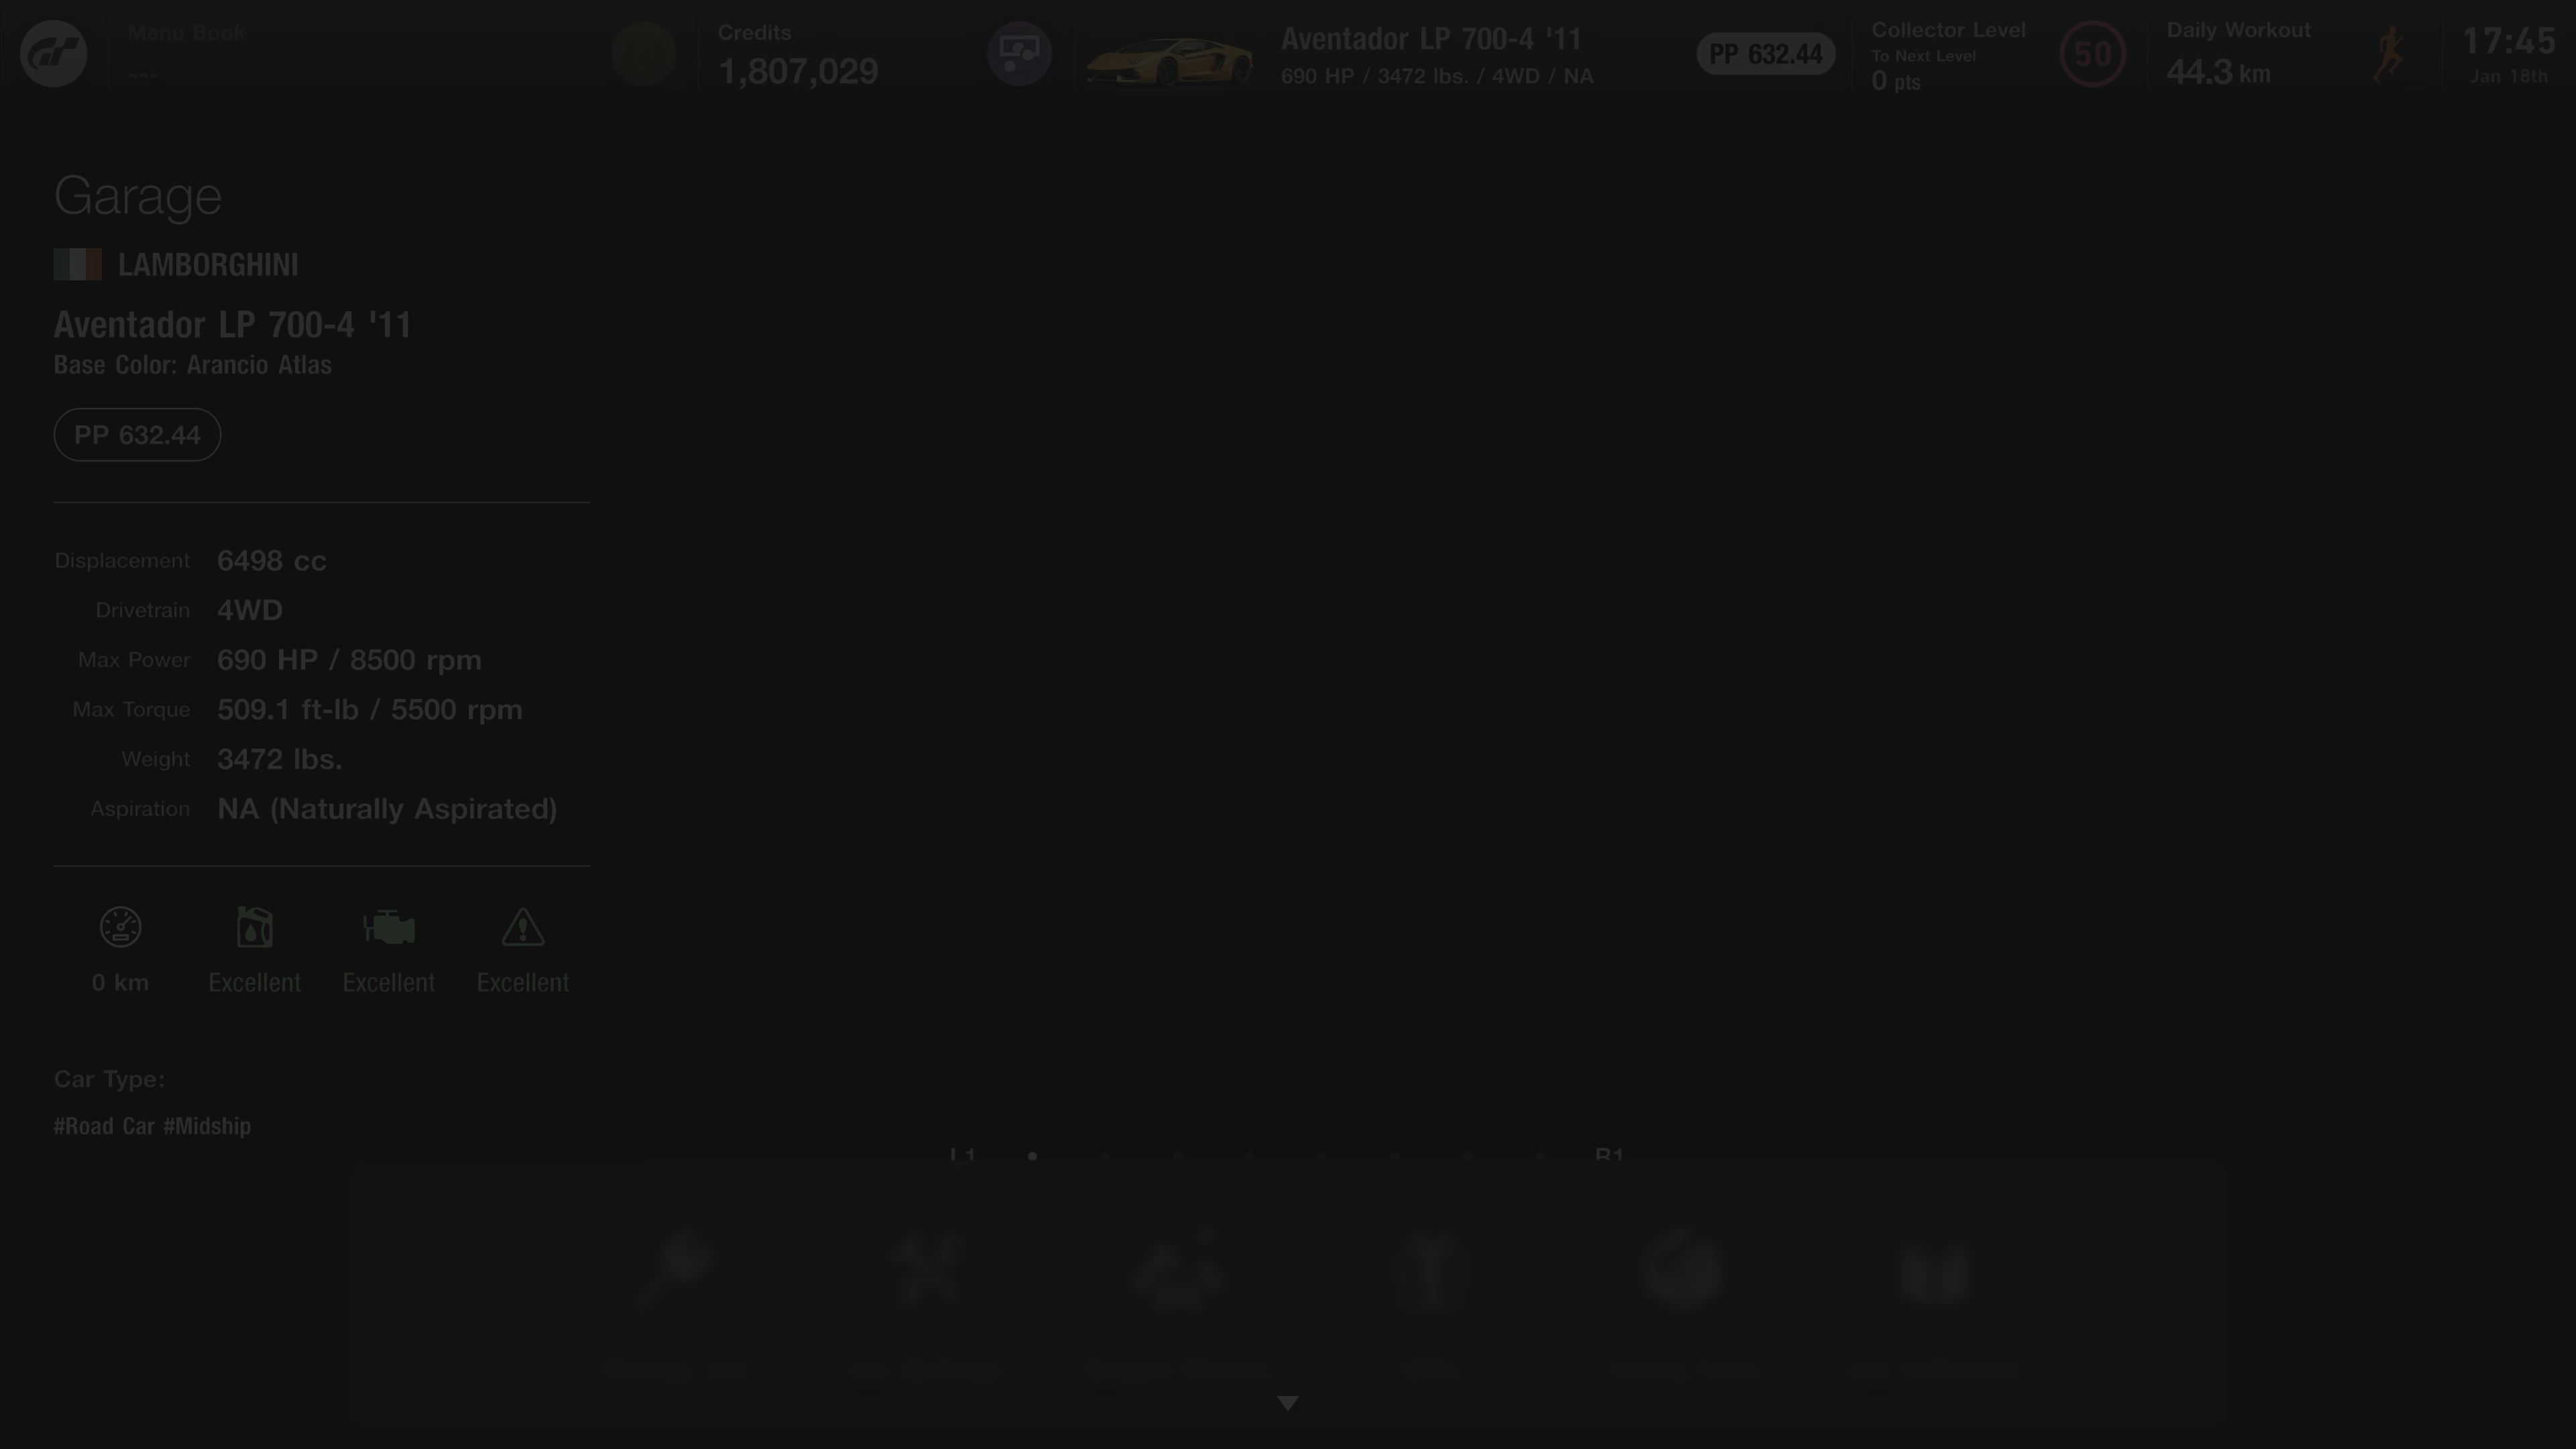 Menu Book
---
Credits
1,807,029
Aventador LP 700-4 '11
690 HP / 3472 lbs. / 4WD / NA
PP 632.44
Collector Level
To Next Level
0 pts
50
Daily Workout
44.3 km
17:45
Jan 18th
Garage
LAMBORGHINI
Aventador LP 700-4 '11
Base Color: Arancio Atlas
PP 632.44
Displacement 6498 cc
Drivetrain 4WD
Max Power 690 HP / 8500 rpm
Max Torque 509.1 ft-lb / 5500 rpm
Weight 3472 lbs.
Aspiration NA (Naturally Aspirated)
0 km Excellent Excellent Excellent
Car Type:
#Road Car #Midship
L1 R1